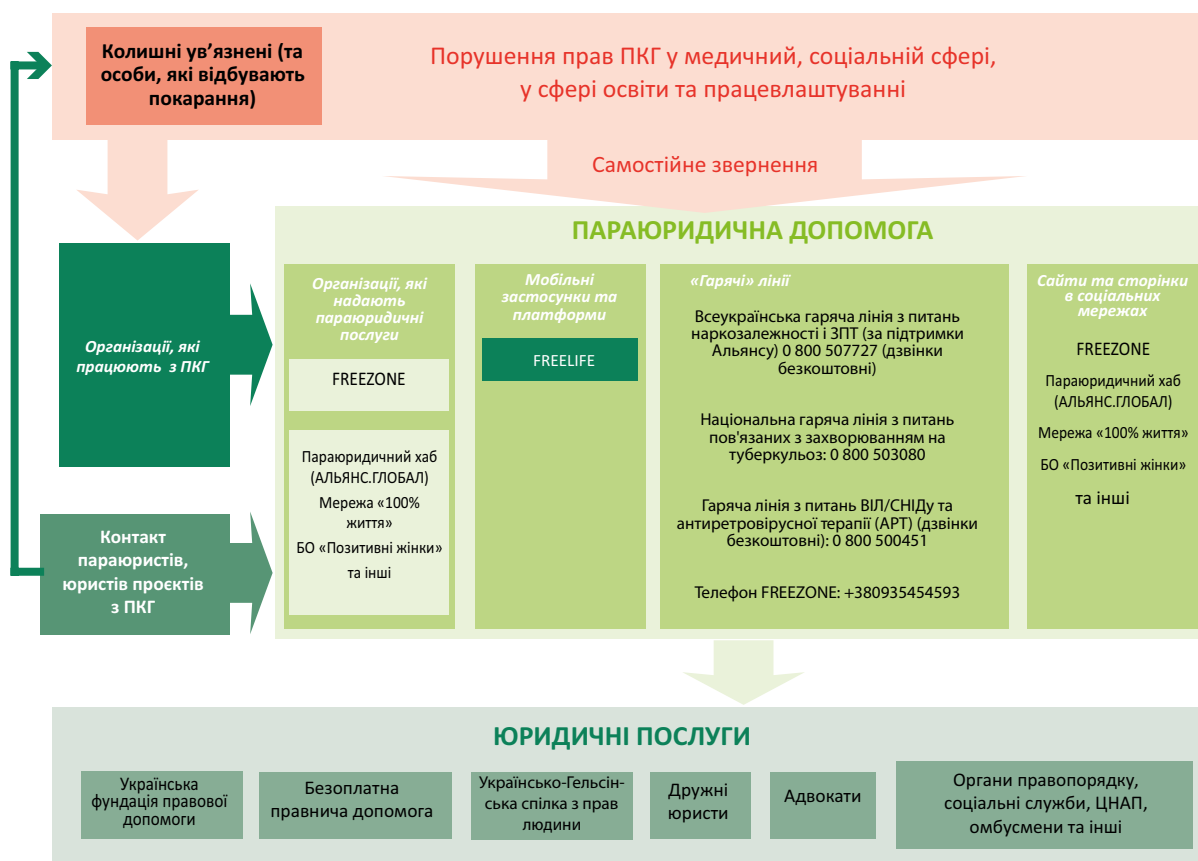 Колишні ув’язнені (та
особи, які відбувають
покарання)
Порушення прав ПКГ у медичний, соціальній сфері,
у сфері освіти та працевлаштуванні
Самостійне звернення
ПАРАЮРИДИЧНА ДОПОМОГА
Організації, які
працюють з ПКГ
Контакт
параюристів,
юристів проєктів
з ПКГ
Організації, які
надають
параюридичні
послуги
FREEZONE
Параюридичний хаб
(АЛЬЯНС.ГЛОБАЛ)
Мережа «100%
життя»
БО «Позитивні жінки»
та інші
Мобільні
застосунки та
платформи
FREELIFE
«Гарячі» лінії
Всеукраїнська гаряча лінія з питань
наркозалежності і ЗПТ (за підтримки
Альянсу) 0 800 507727 (дзвінки
безкоштовні)
Національна гаряча лінія з питань
пов'язаних з захворюванням на
туберкульоз: 0 800 503080
Гаряча лінія з питань ВІЛ/СНІДу та
антиретровірусної терапії (АРТ) (дзвінки
безкоштовні): 0 800 500451
Телефон FREEZONE: +380935454593
Сайти та сторінки
в соціальних
мережах
FREEZONE
Параюридичний хаб
(АЛЬЯНС.ГЛОБАЛ)
Мережа «100% життя»
БО «Позитивні жінки»
та інші
ЮРИДИЧНІ ПОСЛУГИ
Українська
фундація правової
допомоги
Безоплатна
правнича допомога
Українсько-Гельсін-
ська спілка з прав
людини
Дружні
юристи
Адвокати
Органи правопорядку,
соціальні служби, ЦНАП,
омбусмени та інші